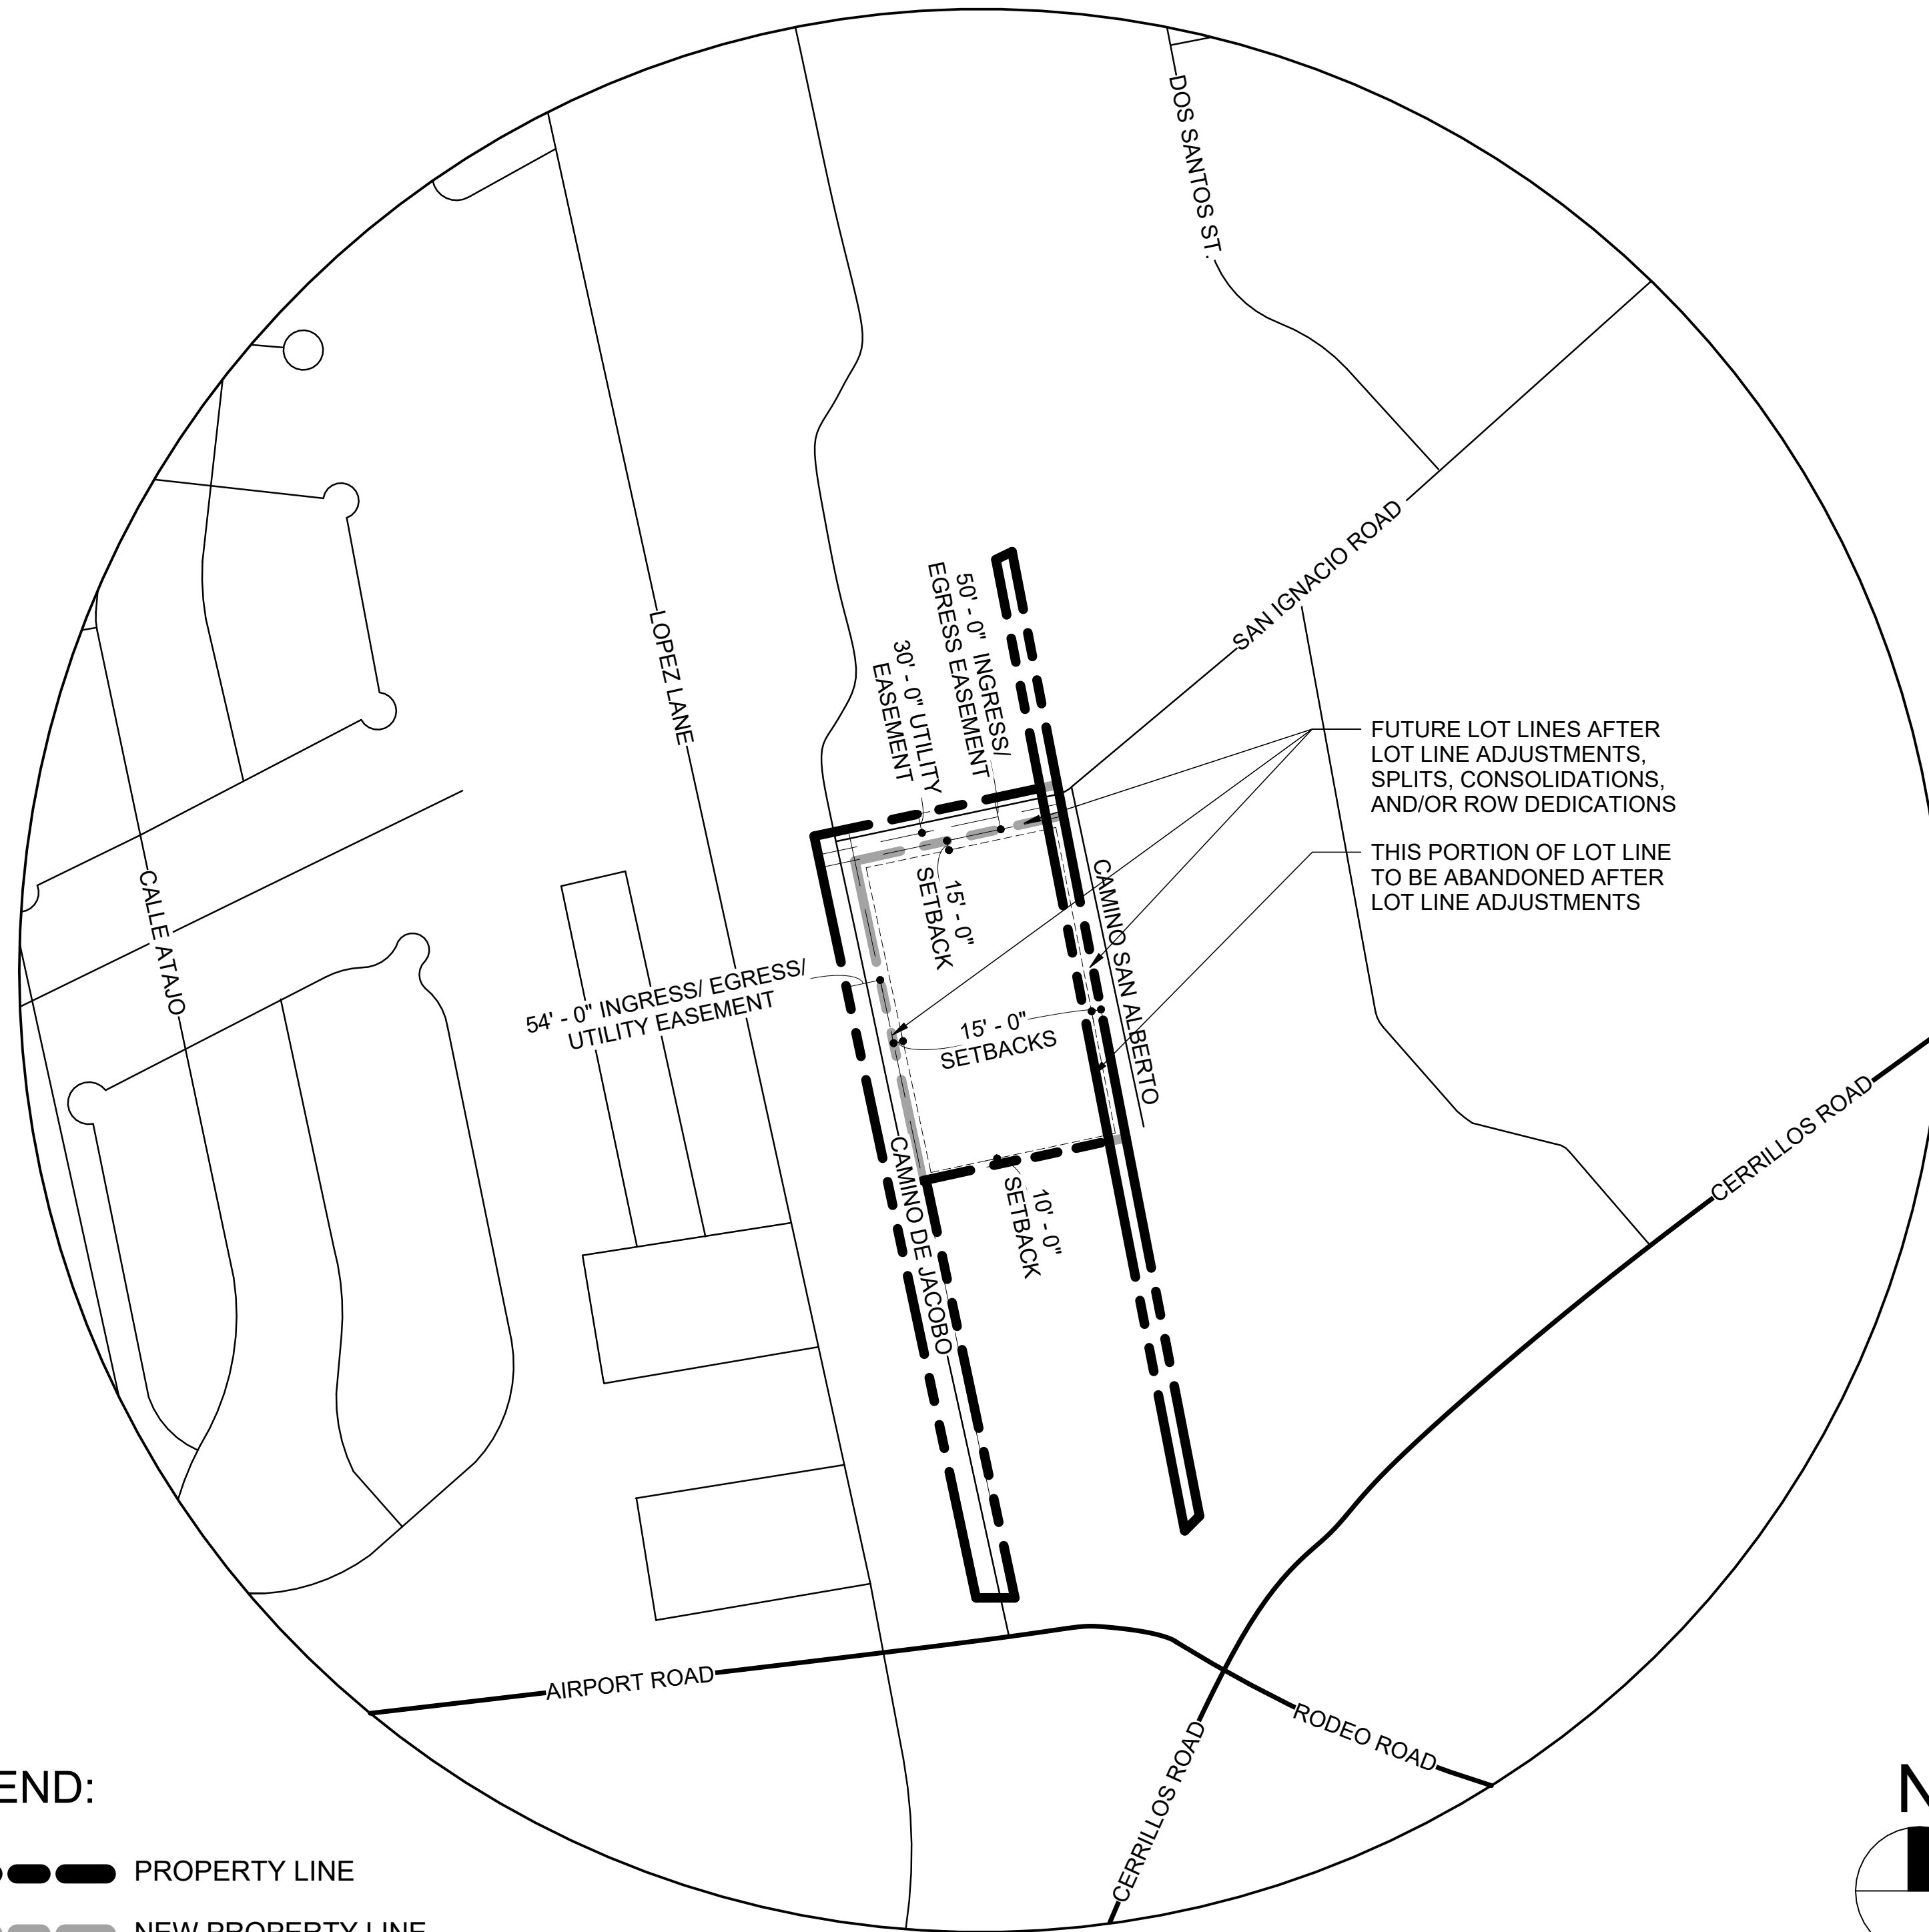 DOS SANTOS ST.
SAN IGNACIO ROAD
LOPEZ LANE
50' - 0" INGRESS/
EGRESS EASEMENT
30' - 0" UTILITY
EASEMENT
FUTURE LOT LINES AFTER
LOT LINE ADJUSTMENTS,
SPLITS, CONSOLIDATIONS,
AND/OR ROW DEDICATIONS
THIS PORTION OF LOT LINE
TO BE ABANDONED AFTER
LOT LINE ADJUSTMENTS
CALLE ATAJO
15' - 0"
SETBACK
CAMINO SAN ALBERTO
54' - 0" INGRESS/ EGRESS/
UTILITY EASEMENT
15' - 0"
SETBACKS
CERRILLOS ROAD
CAMINO DE JACOBO
10' - 0"
SETBACK
AIRPORT ROAD
RODEO ROAD
CERRILLOS ROAD
END:
PROPERTY LINE
NEW PROPERTY LINE
N